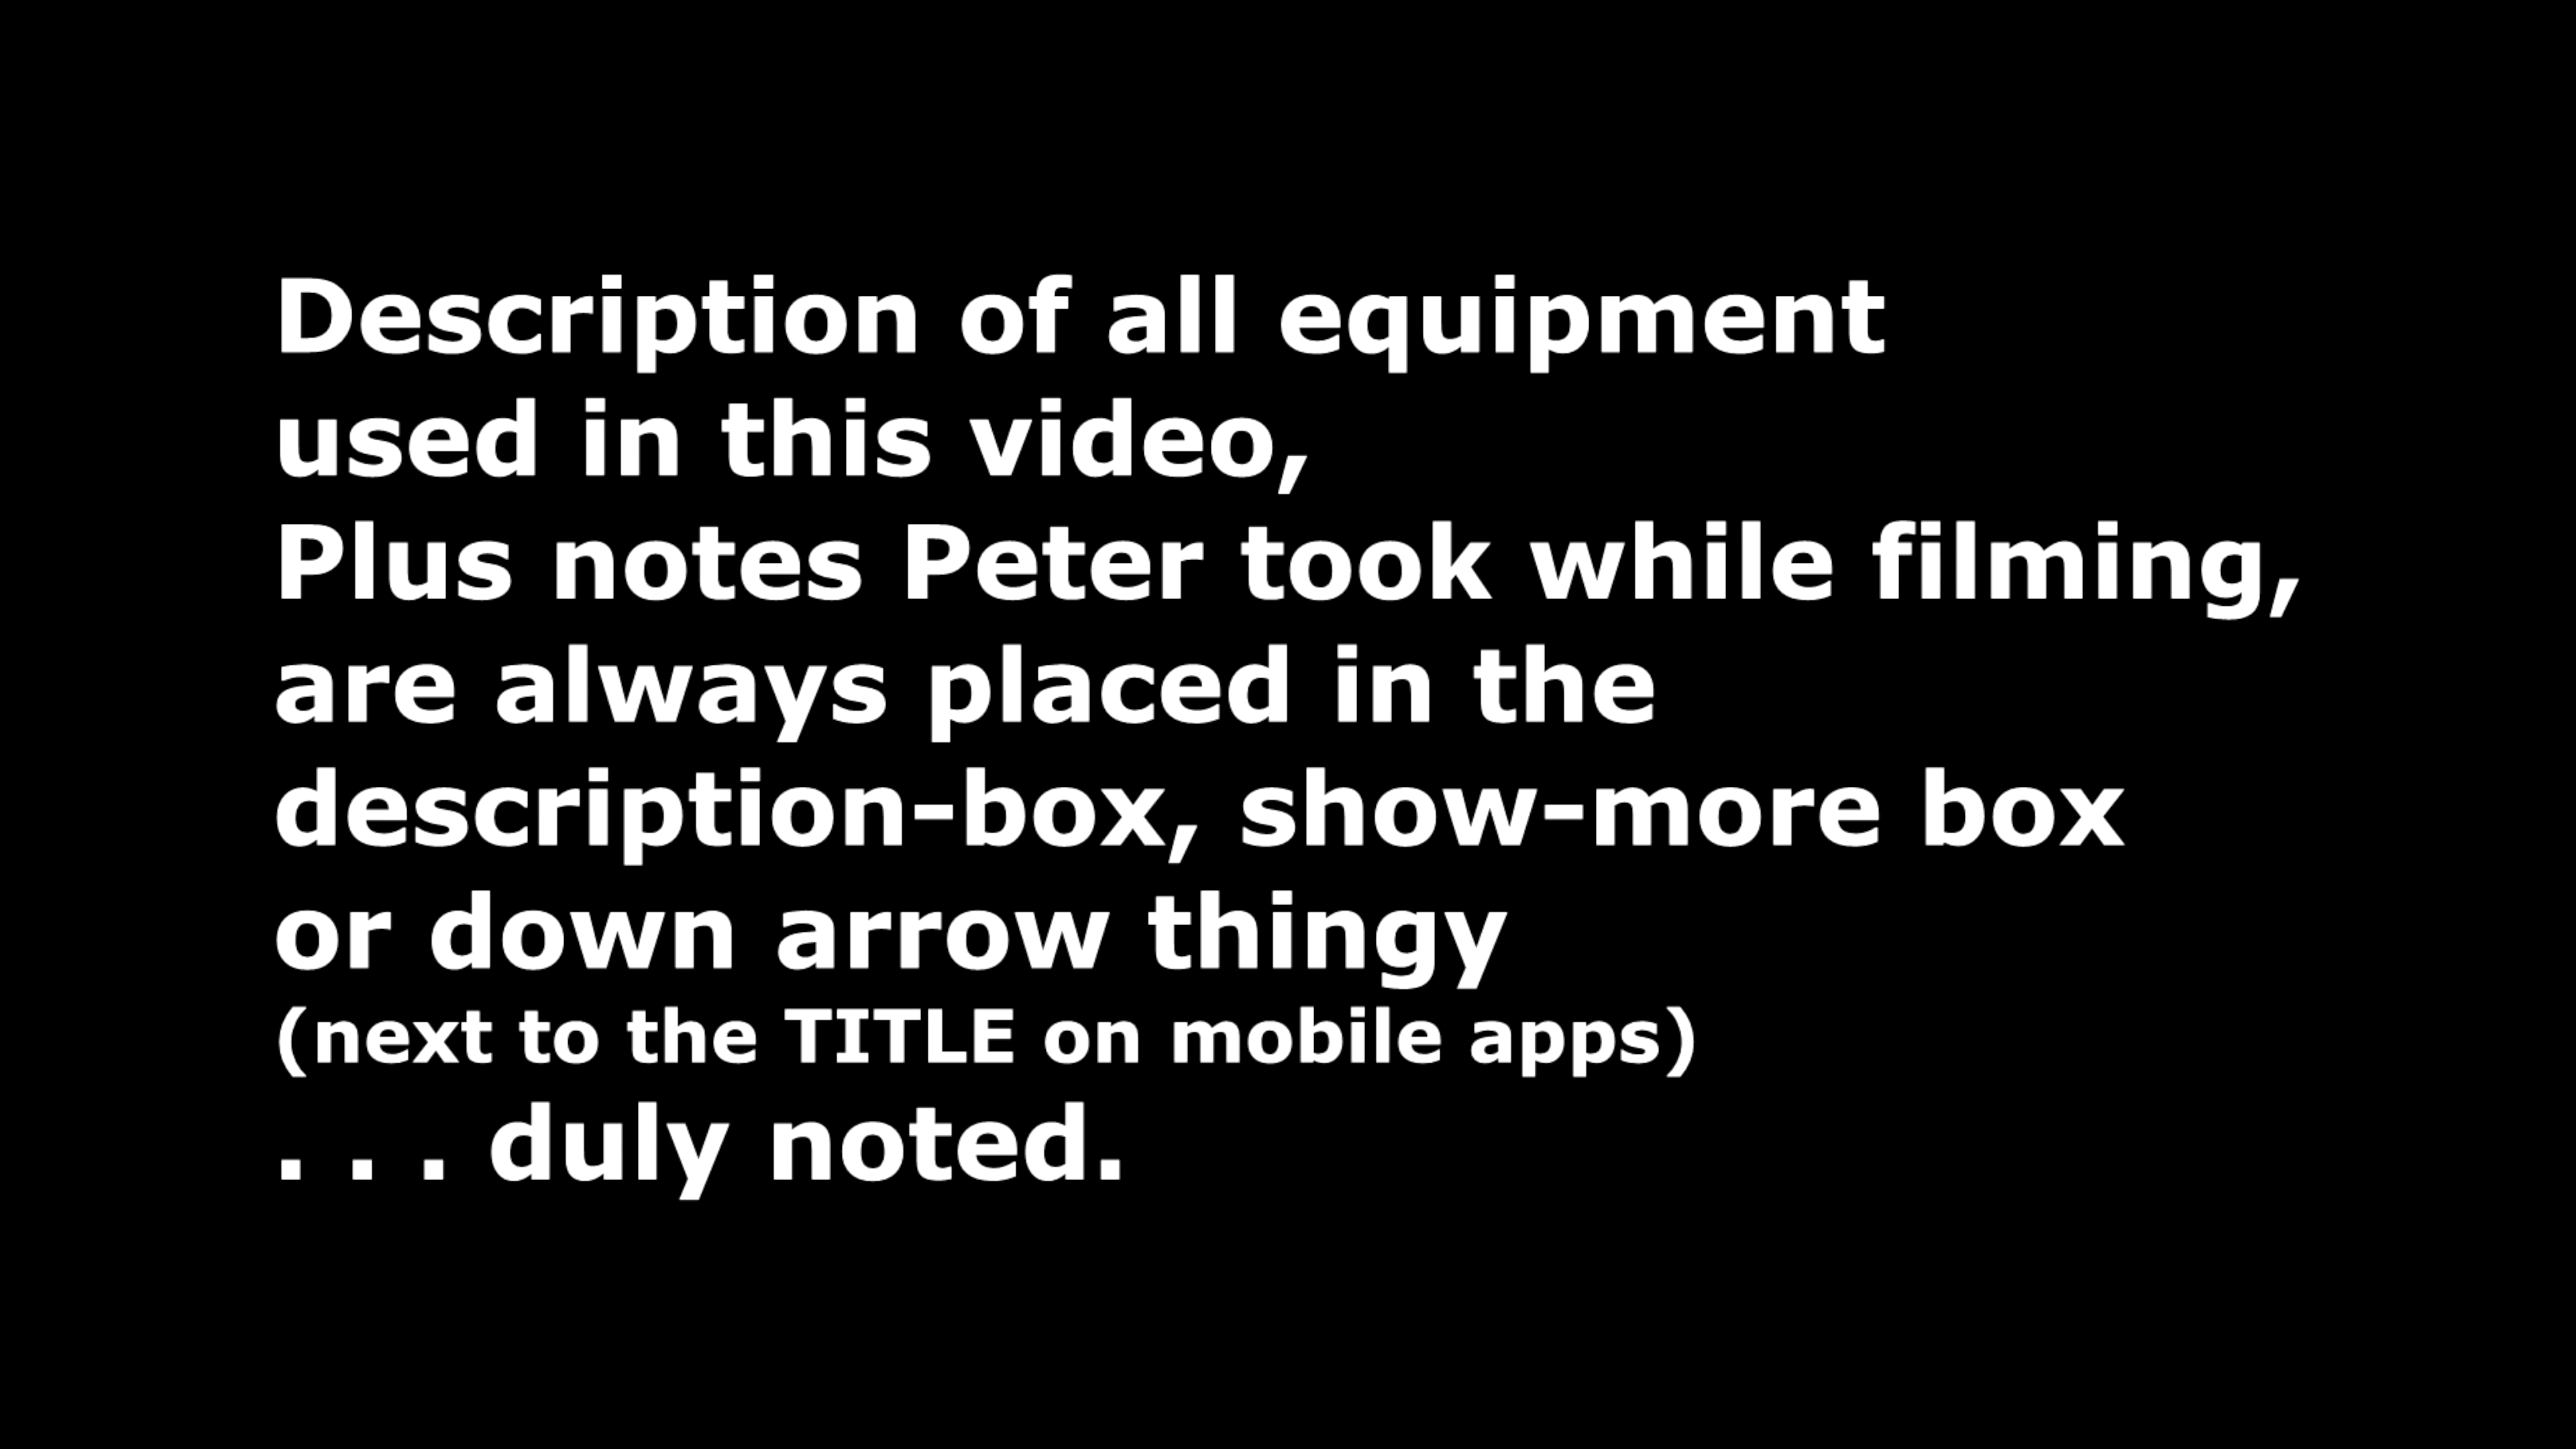 Description of all equipment
used in this video,
Plus notes Peter took while filming,
are always placed in the
description-box, show-more box
or down arrow thingy
(next to the TITLE on mobile apps)
. . . duly noted.